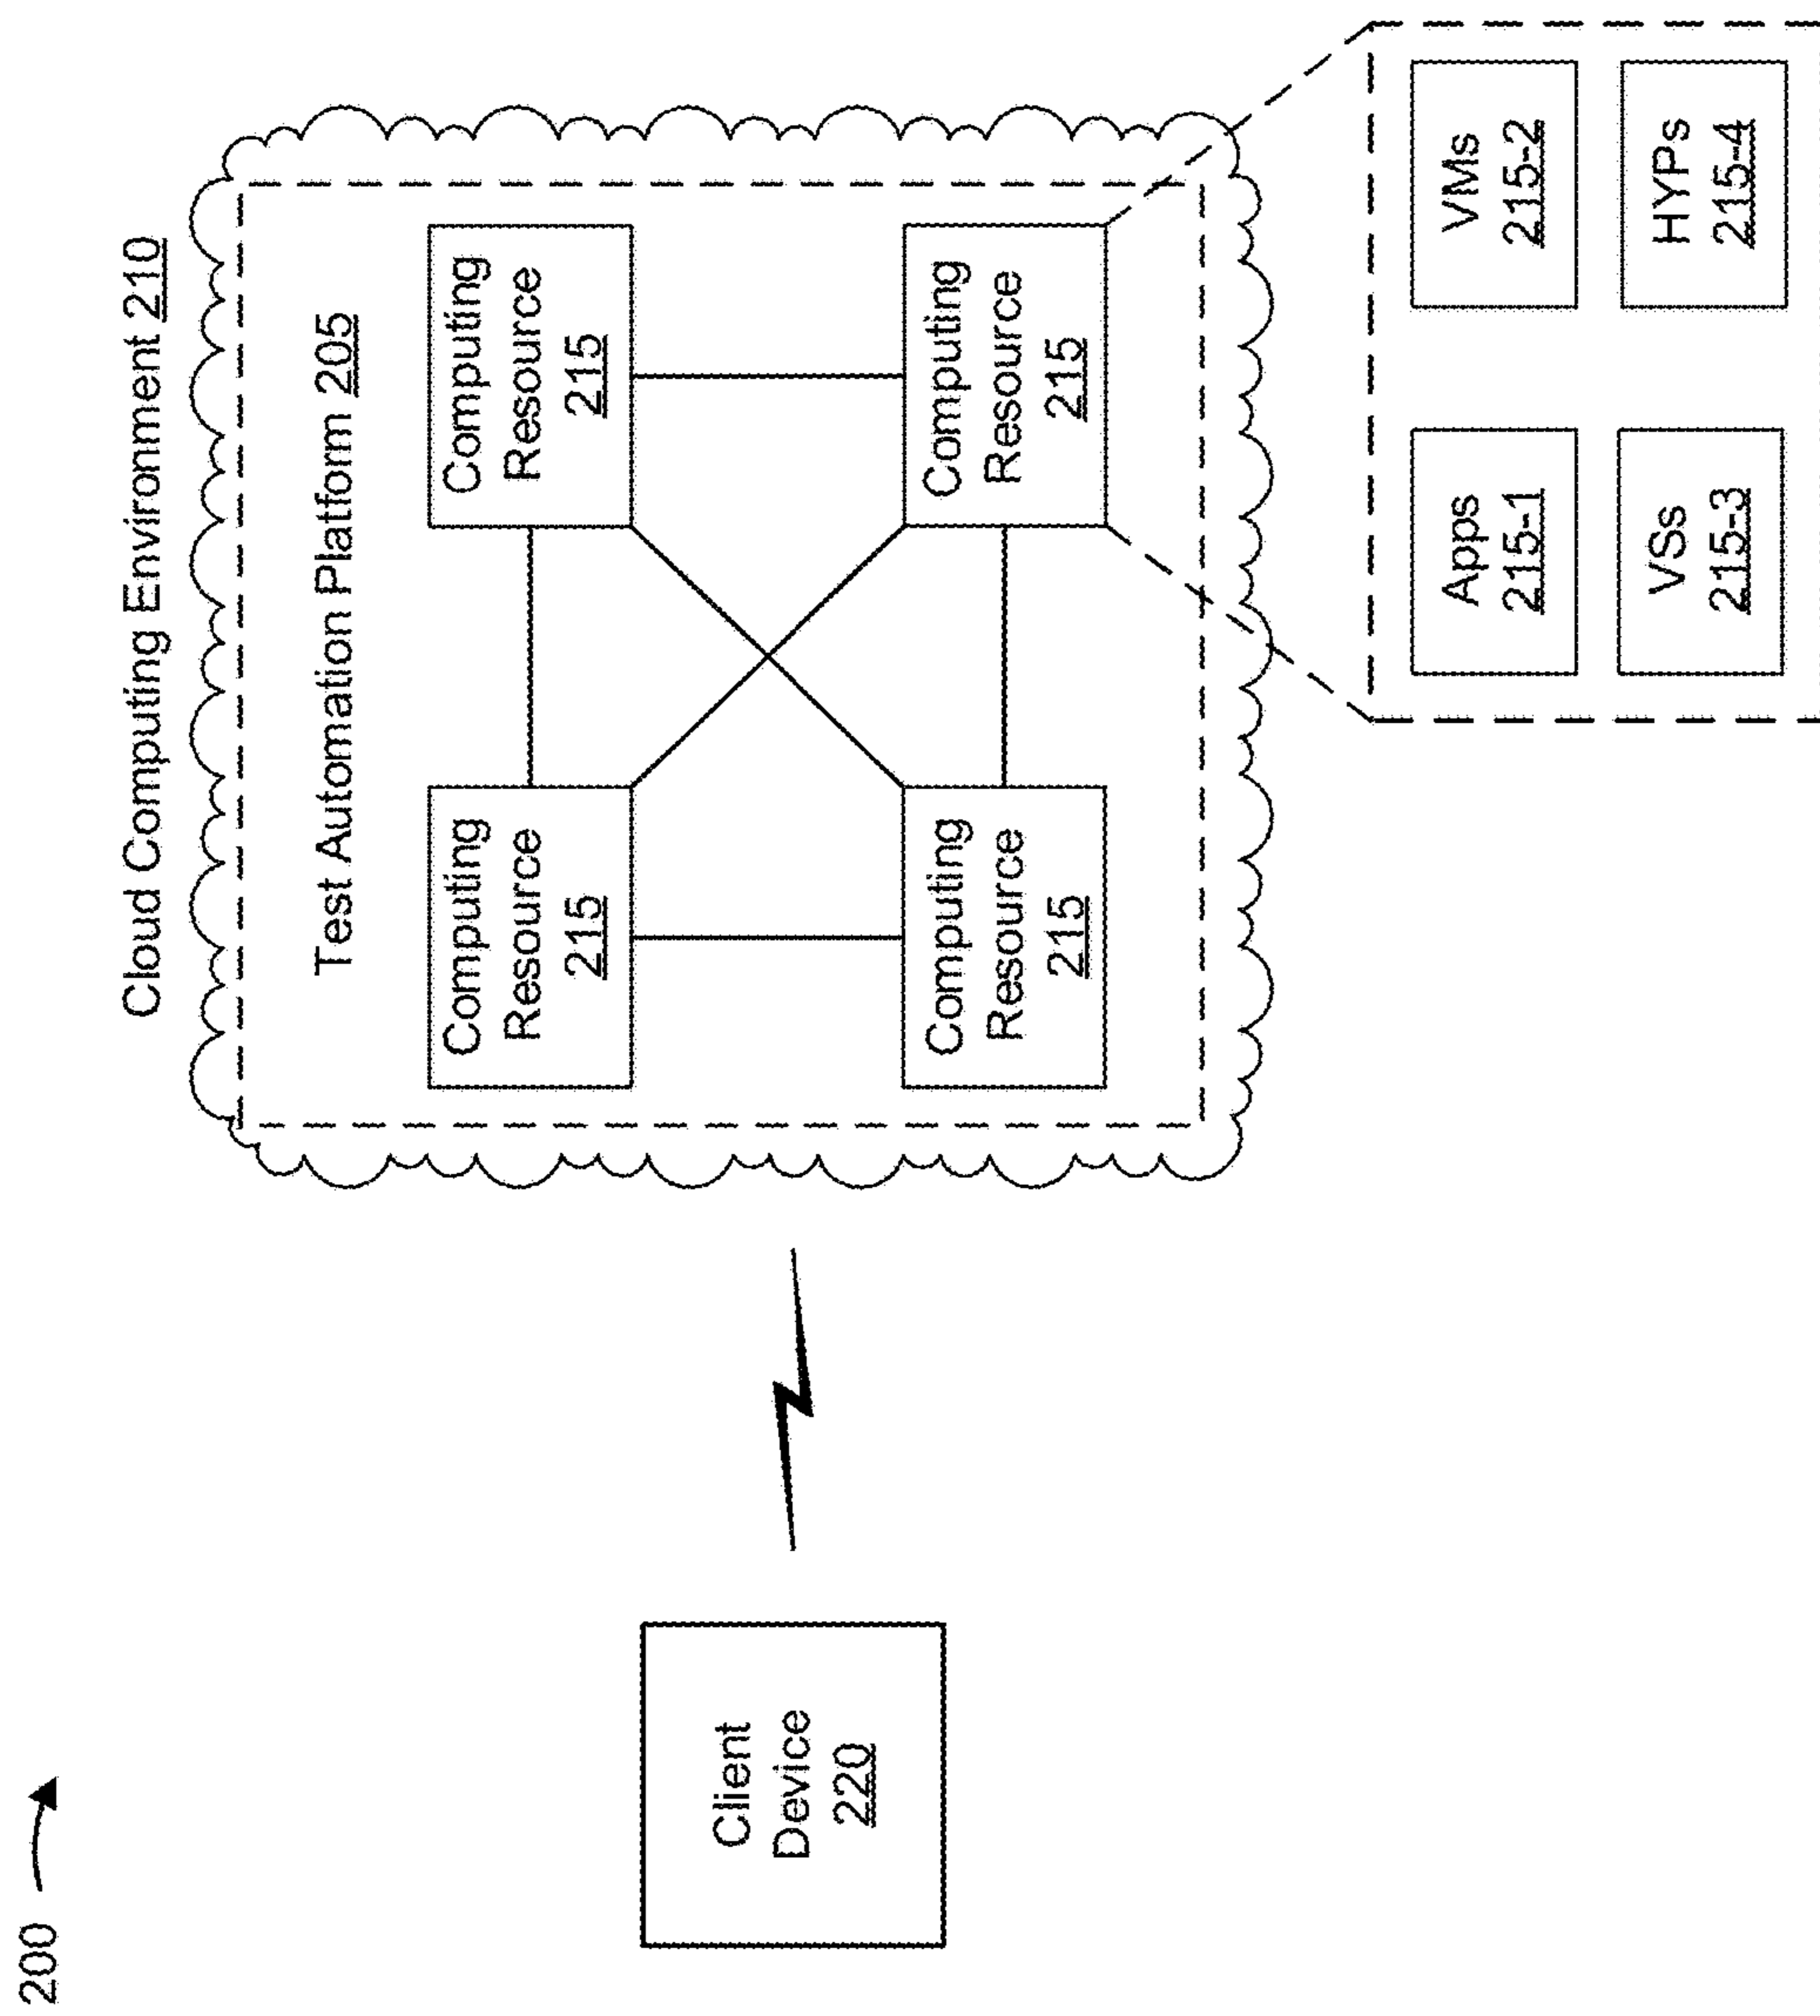 200
Cloud Computing Environment 210
Test Automation Platform 205
Computing
Resource
215
Computing
Resource
215
Computing
Resource
215
Computing
Resource
215
Client
Device
220
Apps
215-1
VMs
215-2
VSs
215-3
HYPs
215-4